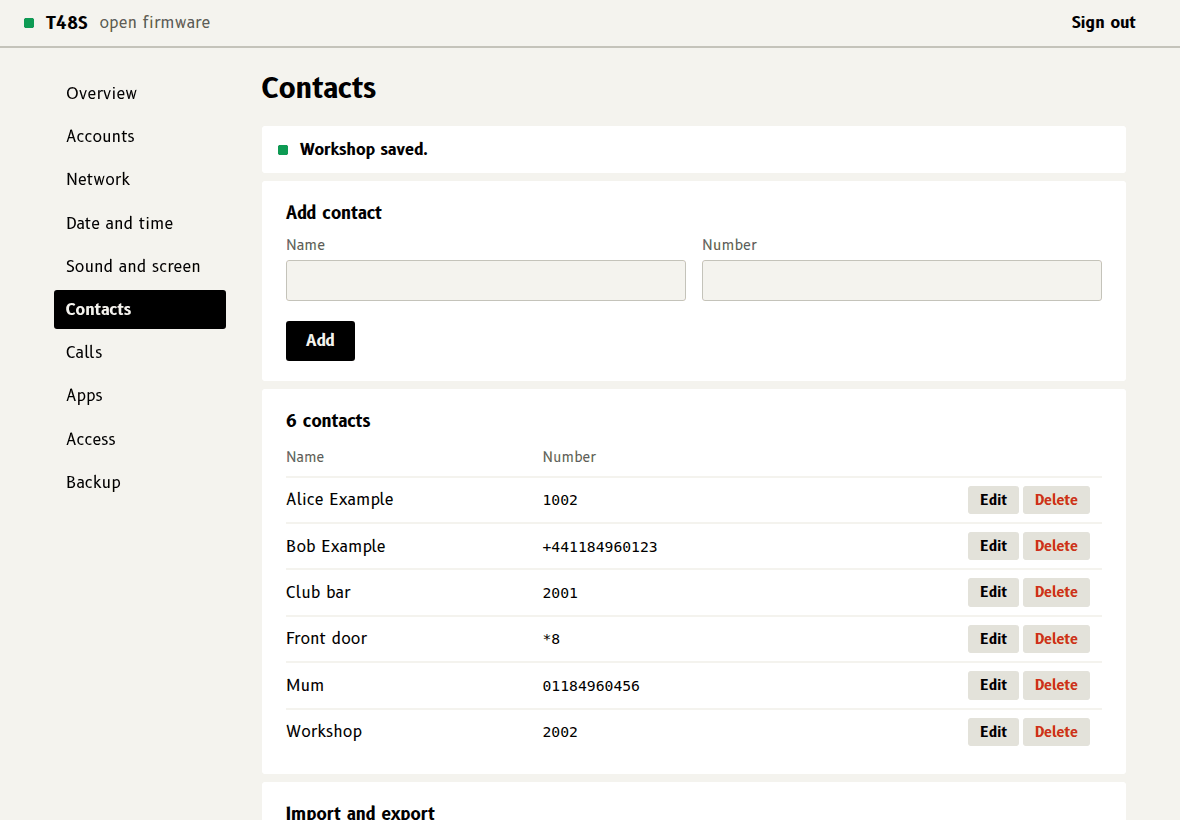 T48S open firmware
Sign out
Overview
Accounts
Network
Date and time
Sound and screen
Contacts
Calls
Apps
Access
Backup
Contacts
Workshop saved.
Add contact
Name Number
Add
6 contacts
Name Number
Alice Example 1002 Edit Delete
Bob Example +441184960123 Edit Delete
Club bar 2001 Edit Delete
Front door *8 Edit Delete
Mum 01184960456 Edit Delete
Workshop 2002 Edit Delete
Import and export